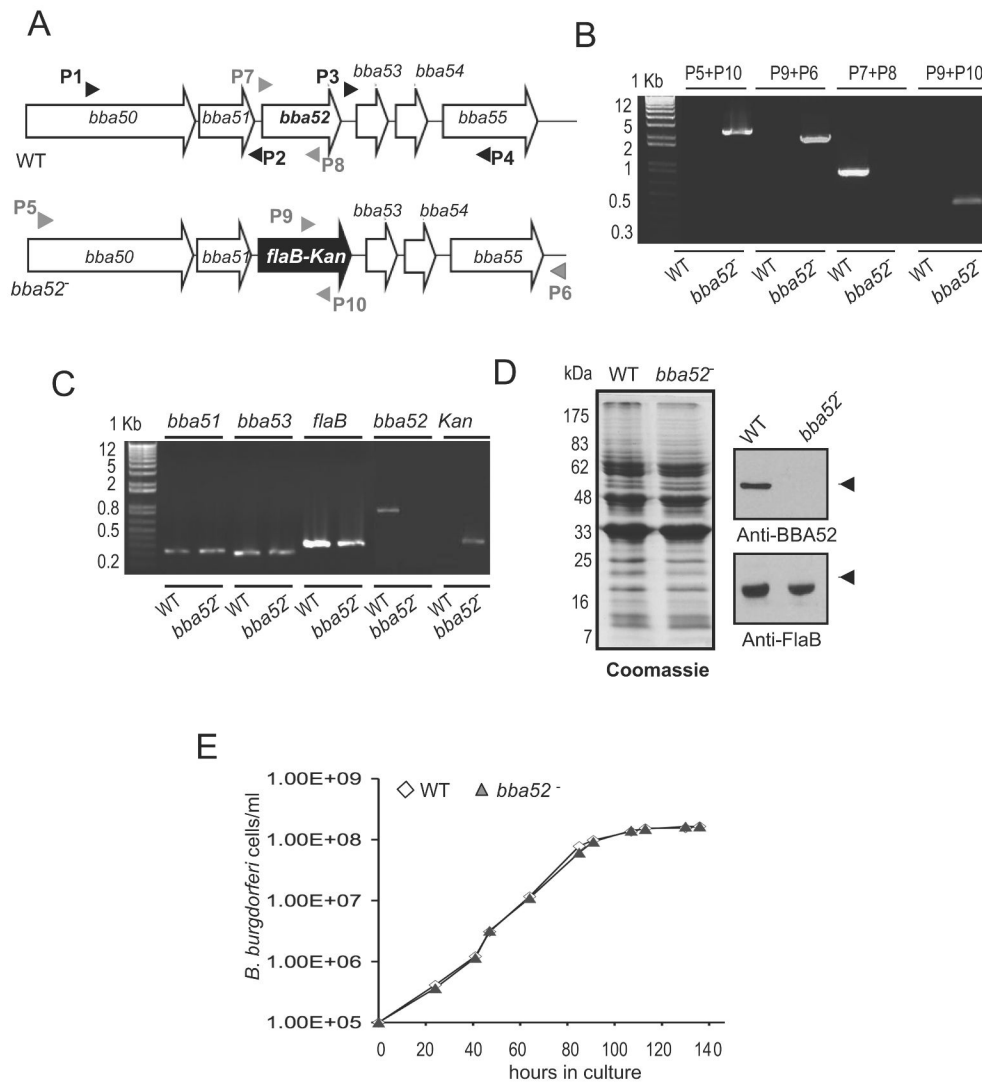 A
P1
P7
P3
bba53
bba54
bba50
bba51
bba52
bba55
WT
P2
P8
P4
P5
P9
bba53
bba54
bba50
bba51
flaB-Kan
bba55
bba52-
P10
P6
B
P5+P10 P9+P6 P7+P8 P9+P10
1 Kb
12
5
2
1
0.5
0.3
WT bba52- WT bba52- WT bba52- WT bba52-
C
1 Kb bba51 bba53 flaB bba52 Kan
12
5
2
0.8
0.5
0.2
WT bba52- WT bba52- WT bba52- WT bba52- WT bba52-
D
kDa WT bba52-
175
83
62
48
33
25
16
7
Coomassie
WT bba52-
Anti-BBA52
Anti-FlaB
E
WT bba52 -
1.00E+09
1.00E+08
1.00E+07
1.00E+06
1.00E+05
B. burgdorferi cells/ml
0 20 40 60 80 100 120 140
hours in culture